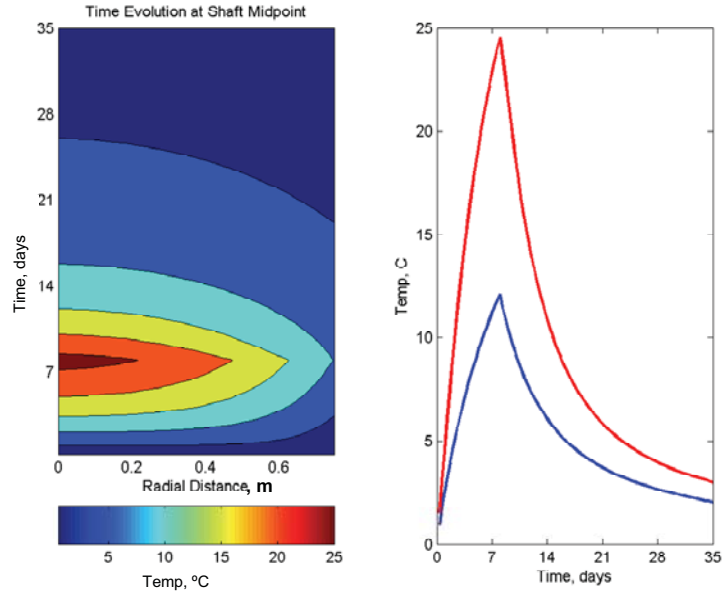 Time Evolution at Shaft Midpoint
35
28
21
14
7
Time, days
0 0.2 0.4 0.6
Radial Distance, m
5 10 15 20 25
Temp, ºC
25
20
15
10
5
0
Temp, C
0 7 14 21 28 35
Time, days